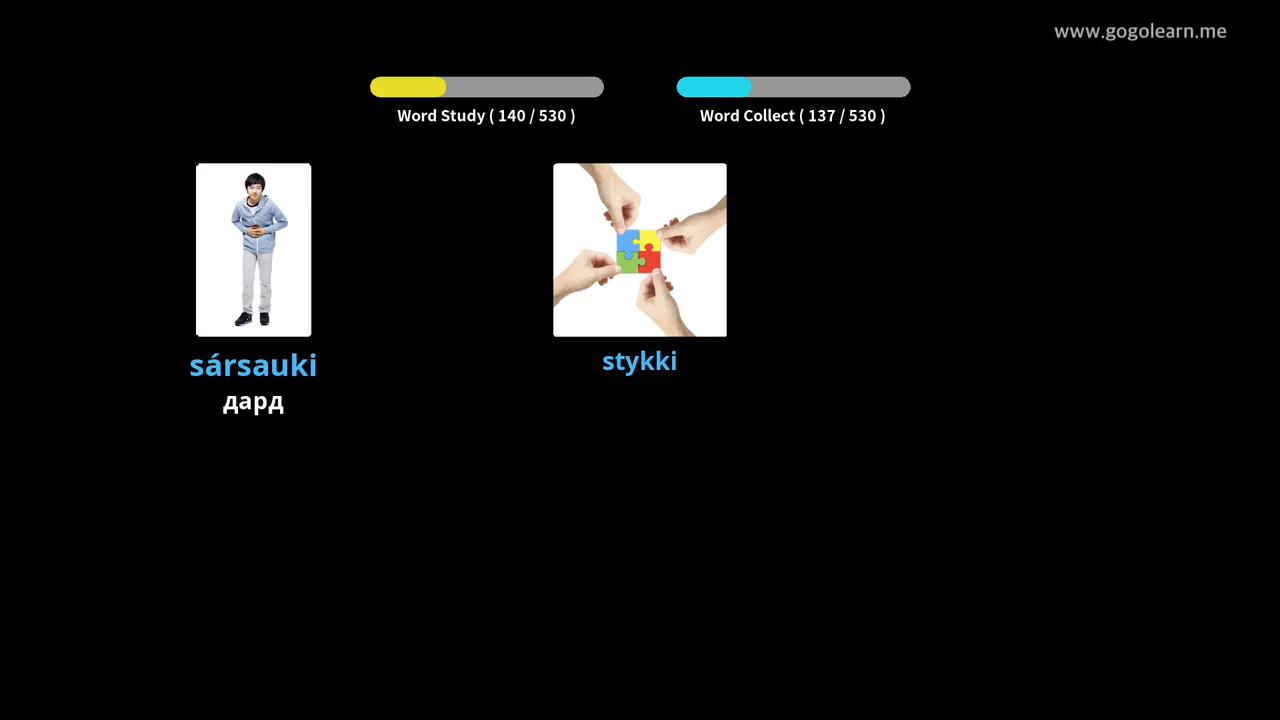 www.gogolearn.me
Word Study ( 140 / 530 )
Word Collect ( 137 / 530 )
sársauki
дард
stykki